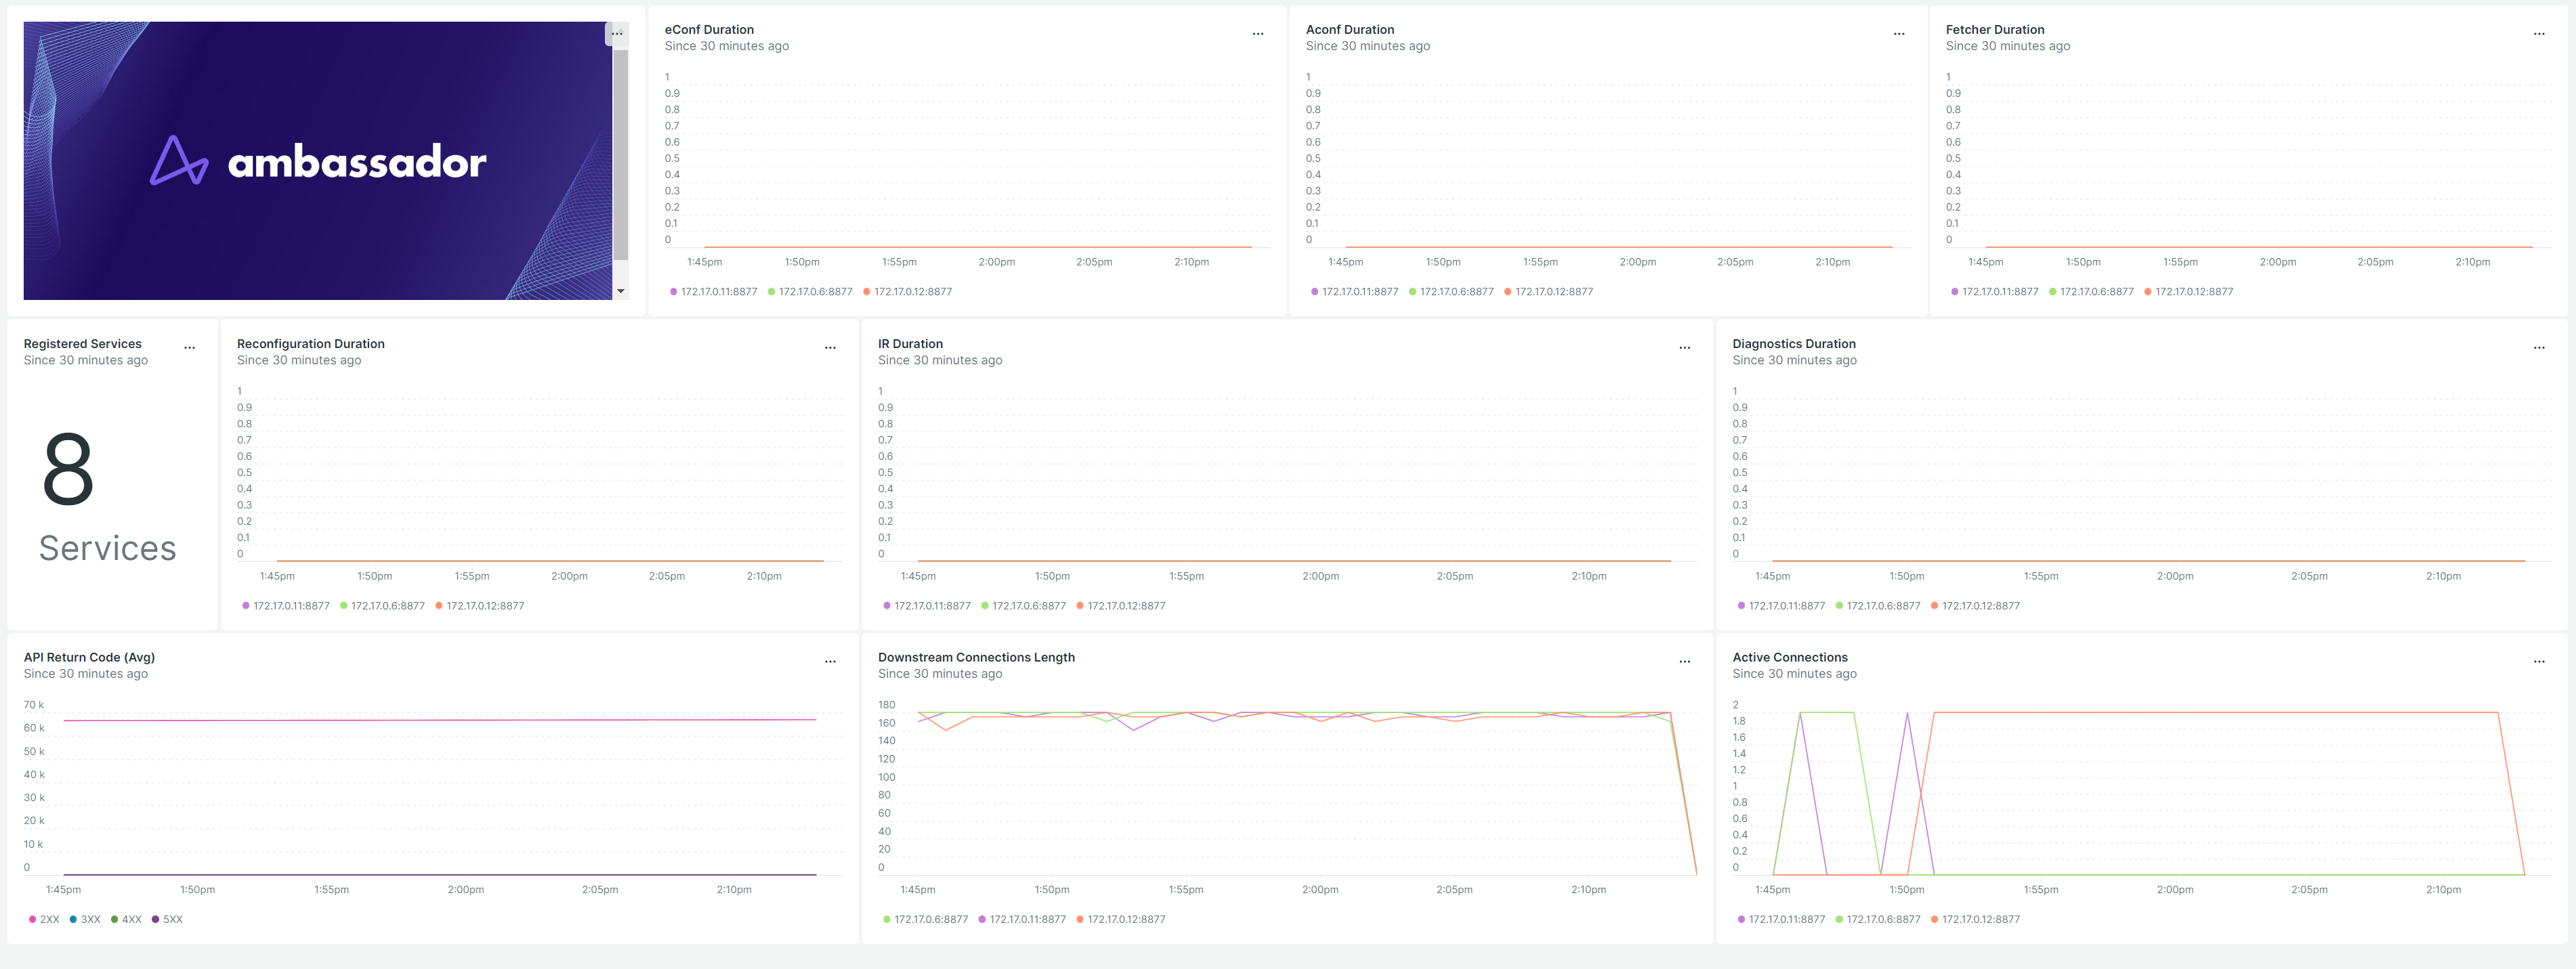 ambassador
eConf Duration
Since 30 minutes ago
1
0.9
0.8
0.7
0.6
0.5
0.4
0.3
0.2
0.1
0
1:45pm 1:50pm 1:55pm 2:00pm 2:05pm 2:10pm
172.17.0.11:8877 172.17.0.6:8877 172.17.0.12:8877
Aconf Duration
Since 30 minutes ago
1
0.9
0.8
0.7
0.6
0.5
0.4
0.3
0.2
0.1
0
1:45pm 1:50pm 1:55pm 2:00pm 2:05pm 2:10pm
172.17.0.11:8877 172.17.0.6:8877 172.17.0.12:8877
Fetcher Duration
Since 30 minutes ago
1
0.9
0.8
0.7
0.6
0.5
0.4
0.3
0.2
0.1
0
1:45pm 1:50pm 1:55pm 2:00pm 2:05pm 2:10pm
172.17.0.11:8877 172.17.0.6:8877 172.17.0.12:8877
Registered Services
Since 30 minutes ago
8
Services
Reconfiguration Duration
Since 30 minutes ago
1
0.9
0.8
0.7
0.6
0.5
0.4
0.3
0.2
0.1
0
1:45pm 1:50pm 1:55pm 2:00pm 2:05pm 2:10pm
172.17.0.11:8877 172.17.0.6:8877 172.17.0.12:8877
IR Duration
Since 30 minutes ago
1
0.9
0.8
0.7
0.6
0.5
0.4
0.3
0.2
0.1
0
1:45pm 1:50pm 1:55pm 2:00pm 2:05pm 2:10pm
172.17.0.11:8877 172.17.0.6:8877 172.17.0.12:8877
Diagnostics Duration
Since 30 minutes ago
1
0.9
0.8
0.7
0.6
0.5
0.4
0.3
0.2
0.1
0
1:45pm 1:50pm 1:55pm 2:00pm 2:05pm 2:10pm
172.17.0.11:8877 172.17.0.6:8877 172.17.0.12:8877
API Return Code (Avg)
Since 30 minutes ago
70 k
60 k
50 k
40 k
30 k
20 k
10 k
0
1:45pm 1:50pm 1:55pm 2:00pm 2:05pm 2:10pm
2XX 3XX 4XX 5XX
Downstream Connections Length
Since 30 minutes ago
180
160
140
120
100
80
60
40
20
0
1:45pm 1:50pm 1:55pm 2:00pm 2:05pm 2:10pm
172.17.0.6:8877 172.17.0.11:8877 172.17.0.12:8877
Active Connections
Since 30 minutes ago
2
1.8
1.6
1.4
1.2
1
0.8
0.6
0.4
0.2
0
1:45pm 1:50pm 1:55pm 2:00pm 2:05pm 2:10pm
172.17.0.11:8877 172.17.0.6:8877 172.17.0.12:8877